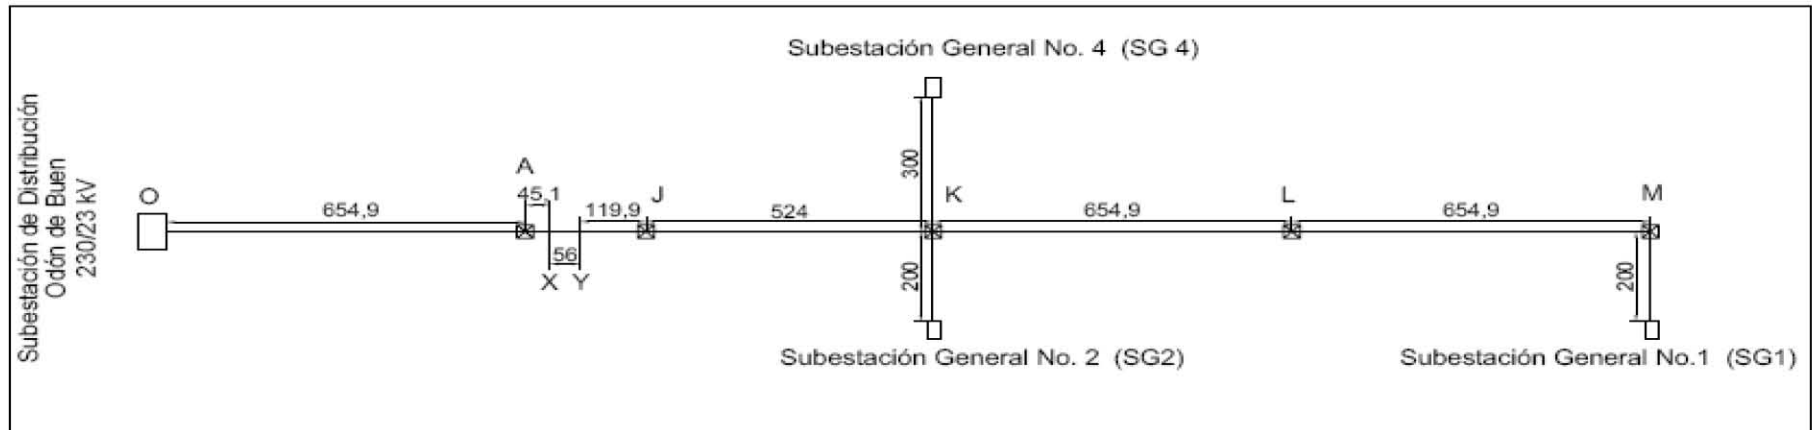 Subestación General No. 4 (SG 4)
Subestación de Distribución
Odón de Buen
230/23 kV
O
654,9
A
45,1
119,9
J
524
300
K
654,9
L
654,9
M
56
X Y
200
200
Subestación General No. 2 (SG2)
Subestación General No.1 (SG1)